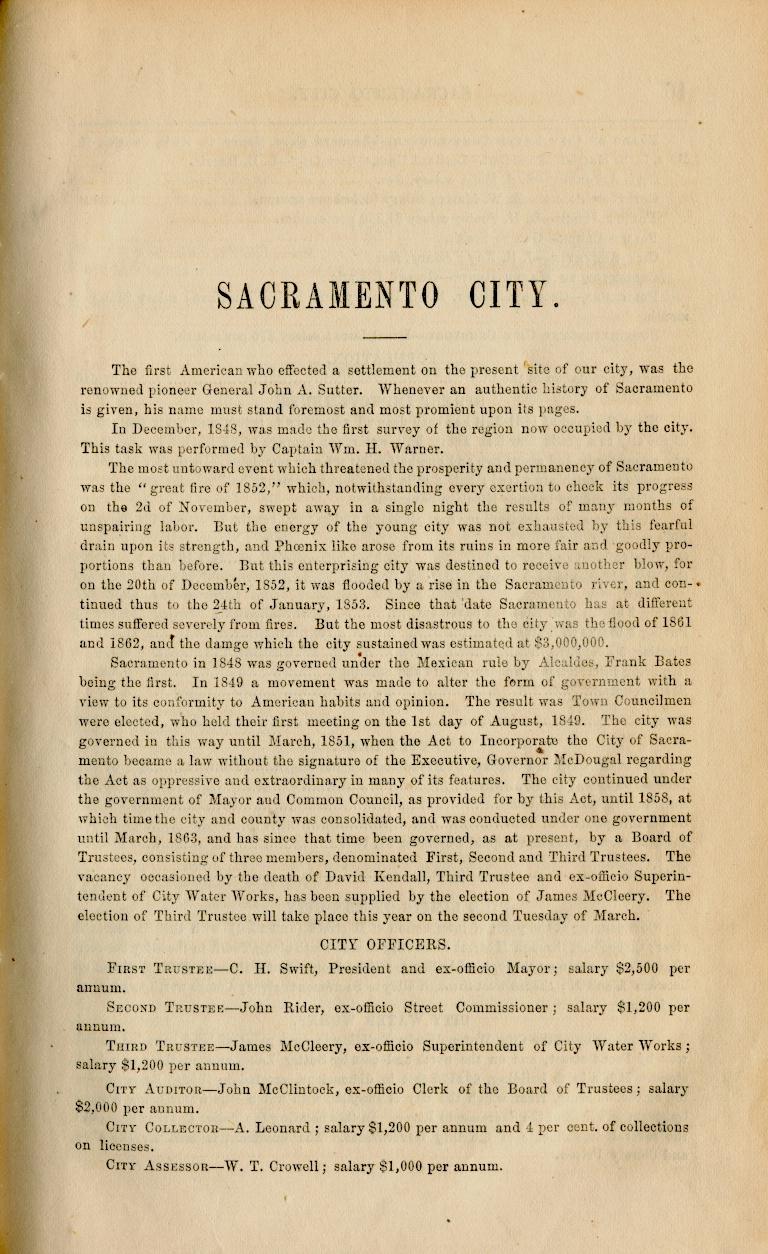 SACRAMENTO CITY.
The first American who effected a settlement on the present site of our city, was the
renowned pioneer General John A. Sutter. Whenever an authentic history of Sacramento
is given, his name must stand foremost and most promient upon its pages.
In December, 1848, was made the first survey of the region now occupied by the city.
This task was performed by Captain Wm. H. Warner.
The most untoward event which threatened the prosperity and permanency of Sacramento
was the “great fire of 1852,” which, notwithstanding every exertion to check its progress
on the 2d of November, swept away in a single night the results of many months of
unspairing labor. But the energy of the young city was not exhausted by this fearful
drain upon its strength, and Phœnix like arose from its ruins in more fair and goodly pro-
portions than before. But this enterprising city was destined to receive another blow, for
on the 20th of December, 1852, it was flooded by a rise in the Sacramento river, and con-
tinued thus to the 24th of January, 1853. Since that date Sacramento has at different
times suffered severely from fires. But the most disastrous to the city was the flood of 1861
and 1862, and the damge which the city sustained was estimated at $3,000,000.
Sacramento in 1848 was governed under the Mexican rule by Alcaldes, Frank Bates
being the first. In 1849 a movement was made to alter the form of government with a
view to its conformity to American habits and opinion. The result was Town Councilmen
were elected, who held their first meeting on the 1st day of August, 1849. The city was
governed in this way until March, 1851, when the Act to Incorporate the City of Sacra-
mento became a law without the signature of the Executive, Governor McDougal regarding
the Act as oppressive and extraordinary in many of its features. The city continued under
the government of Mayor and Common Council, as provided for by this Act, until 1858, at
which time the city and county was consolidated, and was conducted under one government
until March, 1863, and has since that time been governed, as at present, by a Board of
Trustees, consisting of three members, denominated First, Second and Third Trustees. The
vacancy occasioned by the death of David Kendall, Third Trustee and ex-officio Superin-
tendent of City Water Works, has been supplied by the election of James McCleery. The
election of Third Trustee will take place this year on the second Tuesday of March.
CITY OFFICERS.
FIRST TRUSTEE—C. H. Swift, President and ex-officio Mayor; salary $2,500 per
annum.
SECOND TRUSTEE—John Rider, ex-officio Street Commissioner; salary $1,200 per
annum.
THIRD TRUSTEE—James McCleery, ex-officio Superintendent of City Water Works;
salary $1,200 per annum.
CITY AUDITOR—John McClintock, ex-officio Clerk of the Board of Trustees; salary
$2,000 per annum.
CITY COLLECTOR—A. Leonard; salary $1,200 per annum and 4 per cent. of collections
on licenses.
CITY ASSESSOR—W. T. Crowell; salary $1,000 per annum.